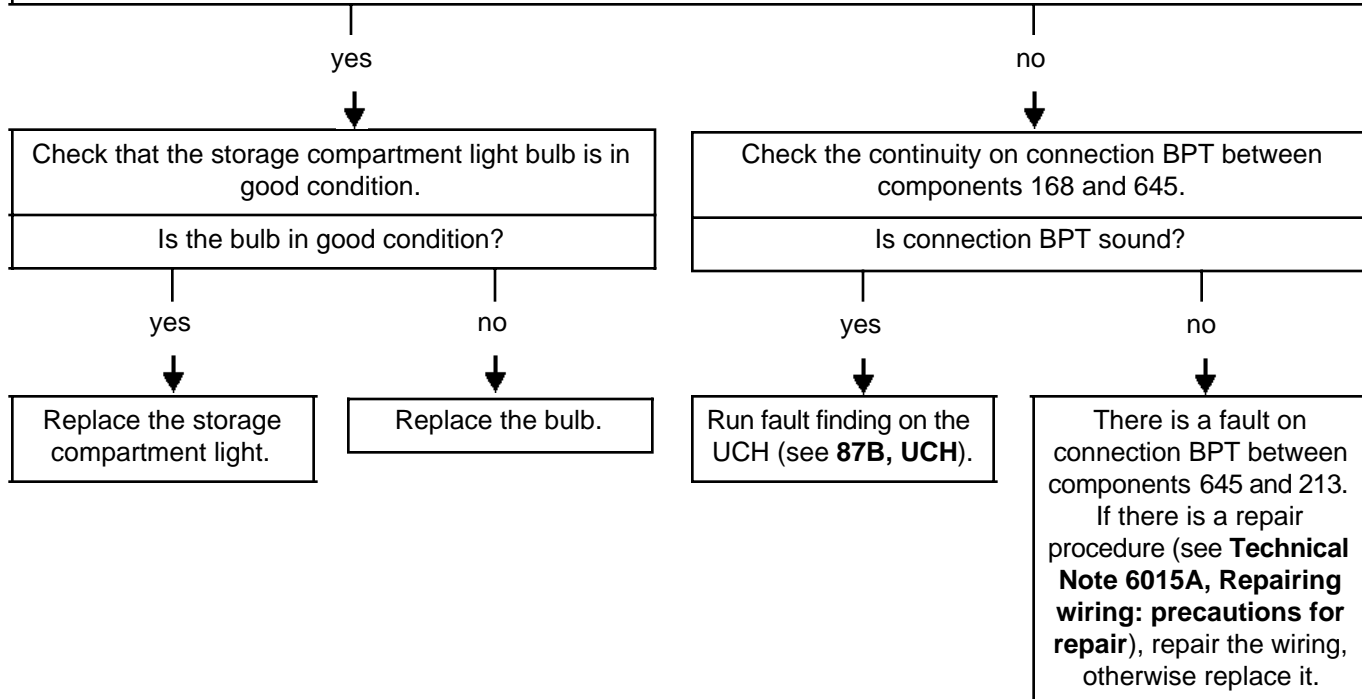 yes
no
Check that the storage compartment light bulb is in
good condition.
Is the bulb in good condition?
Check the continuity on connection BPT between
components 168 and 645.
Is connection BPT sound?
yes
no
yes
no
Replace the storage
compartment light.
Replace the bulb.
Run fault finding on the
UCH (see 87B, UCH).
There is a fault on
connection BPT between
components 645 and 213.
If there is a repair
procedure (see Technical
Note 6015A, Repairing
wiring: precautions for
repair), repair the wiring,
otherwise replace it.